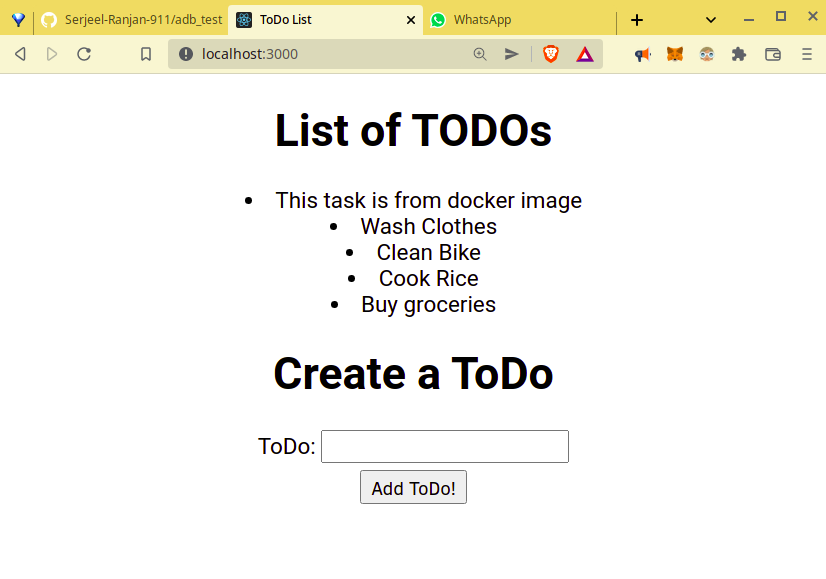 Serjeel-Ranjan-911/adb_test
ToDo List
WhatsApp
localhost:3000
List of TODOs
This task is from docker image
Wash Clothes
Clean Bike
Cook Rice
Buy groceries
Create a ToDo
ToDo:
Add ToDo!